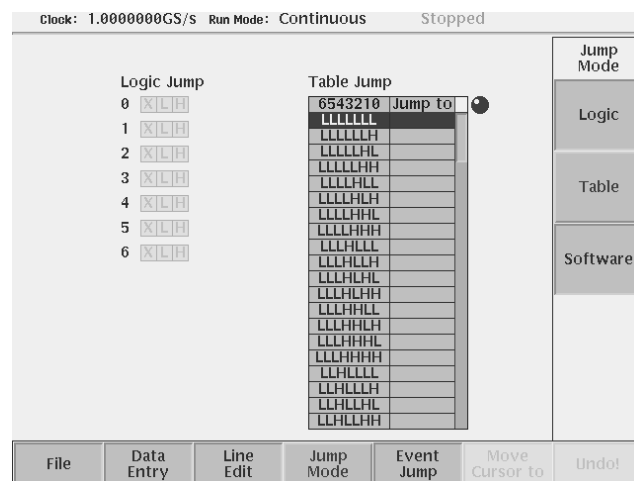 Clock: 1.0000000GS/s Run Mode: Continuous Stopped
Jump Mode
Logic Jump
0 X L H
1 X L H
2 X L H
3 X L H
4 X L H
5 X L H
6 X L H
Table Jump
6543210 Jump to
LLLLLLL
LLLLLLH
LLLLLHL
LLLLLHH
LLLLHLL
LLLLHLH
LLLLHHL
LLLLHHH
LLLHLLL
LLLHLLH
LLLHLHL
LLLHLHH
LLLHHLL
LLLHHLH
LLLHHHL
LLLHHHH
LLHLLLL
LLHLLLH
LLHLLHL
LLHLLHH
Logic
Table
Software
File
Data Entry
Line Edit
Jump Mode
Event Jump
Move Cursor to
Undo!